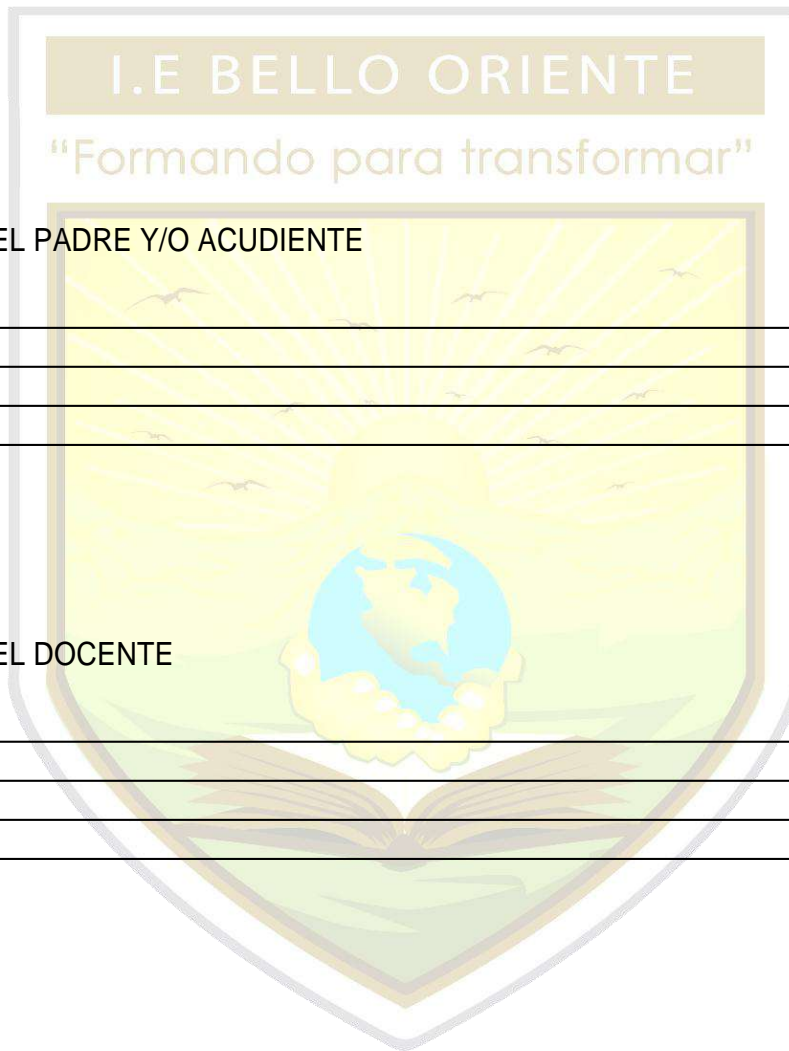 I.E BELLO ORIENTE
“Formando para transformar”
EL PADRE Y/O ACUDIENTE
EL DOCENTE